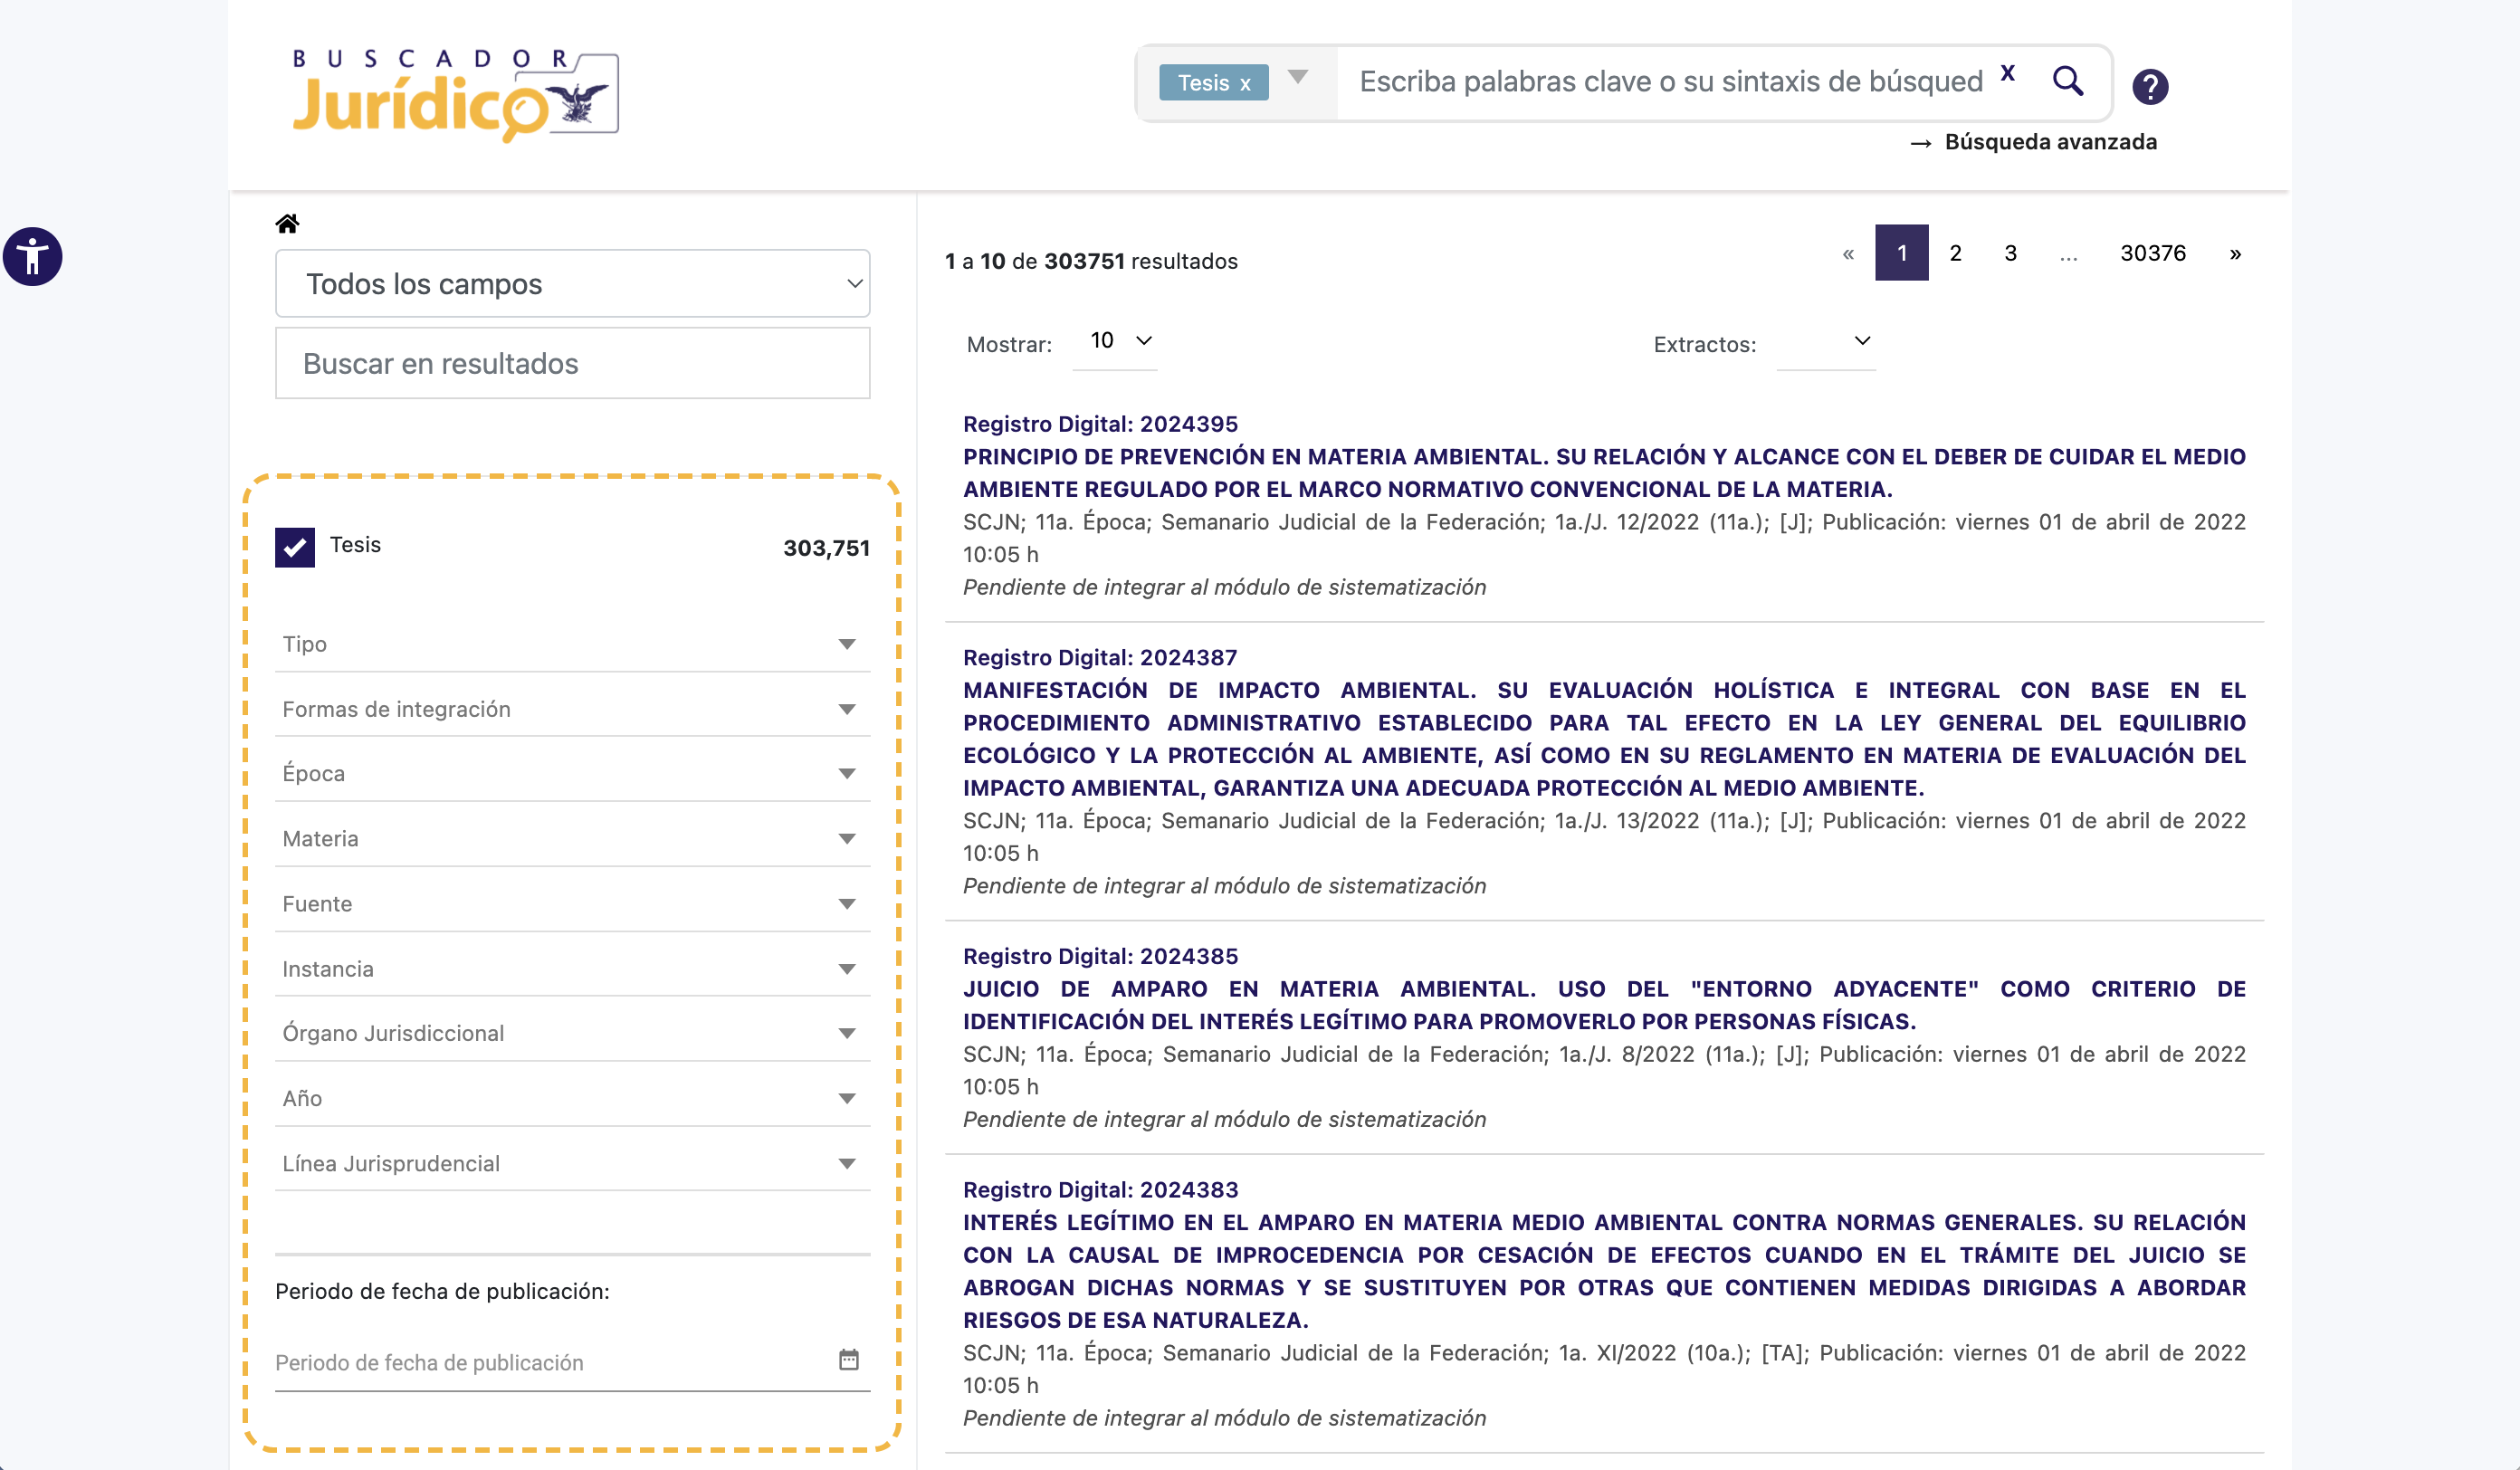 BUSCADOR
Jurídico
Tesis x
Escriba palabras clave o su sintaxis de búsqued
x
?
→ Búsqueda avanzada
Todos los campos
Buscar en resultados
Tesis 303,751
Tipo
Formas de integración
Época
Materia
Fuente
Instancia
Órgano Jurisdiccional
Año
Línea Jurisprudencial
Periodo de fecha de publicación:
Periodo de fecha de publicación
1 a 10 de 303751 resultados
« 1 2 3 ... 30376 »
Mostrar: 10
Extractos:
Registro Digital: 2024395
PRINCIPIO DE PREVENCIÓN EN MATERIA AMBIENTAL. SU RELACIÓN Y ALCANCE CON EL DEBER DE CUIDAR EL MEDIO
AMBIENTE REGULADO POR EL MARCO NORMATIVO CONVENCIONAL DE LA MATERIA.
SCJN; 11a. Época; Semanario Judicial de la Federación; 1a./J. 12/2022 (11a.); [J]; Publicación: viernes 01 de abril de 2022
10:05 h
Pendiente de integrar al módulo de sistematización
Registro Digital: 2024387
MANIFESTACIÓN DE IMPACTO AMBIENTAL. SU EVALUACIÓN HOLÍSTICA E INTEGRAL CON BASE EN EL
PROCEDIMIENTO ADMINISTRATIVO ESTABLECIDO PARA TAL EFECTO EN LA LEY GENERAL DEL EQUILIBRIO
ECOLÓGICO Y LA PROTECCIÓN AL AMBIENTE, ASÍ COMO EN SU REGLAMENTO EN MATERIA DE EVALUACIÓN DEL
IMPACTO AMBIENTAL, GARANTIZA UNA ADECUADA PROTECCIÓN AL MEDIO AMBIENTE.
SCJN; 11a. Época; Semanario Judicial de la Federación; 1a./J. 13/2022 (11a.); [J]; Publicación: viernes 01 de abril de 2022
10:05 h
Pendiente de integrar al módulo de sistematización
Registro Digital: 2024385
JUICIO DE AMPARO EN MATERIA AMBIENTAL. USO DEL "ENTORNO ADYACENTE" COMO CRITERIO DE
IDENTIFICACIÓN DEL INTERÉS LEGÍTIMO PARA PROMOVERLO POR PERSONAS FÍSICAS.
SCJN; 11a. Época; Semanario Judicial de la Federación; 1a./J. 8/2022 (11a.); [J]; Publicación: viernes 01 de abril de 2022
10:05 h
Pendiente de integrar al módulo de sistematización
Registro Digital: 2024383
INTERÉS LEGÍTIMO EN EL AMPARO EN MATERIA MEDIO AMBIENTAL CONTRA NORMAS GENERALES. SU RELACIÓN
CON LA CAUSAL DE IMPROCEDENCIA POR CESACIÓN DE EFECTOS CUANDO EN EL TRÁMITE DEL JUICIO SE
ABROGAN DICHAS NORMAS Y SE SUSTITUYEN POR OTRAS QUE CONTIENEN MEDIDAS DIRIGIDAS A ABORDAR
RIESGOS DE ESA NATURALEZA.
SCJN; 11a. Época; Semanario Judicial de la Federación; 1a. XI/2022 (10a.); [TA]; Publicación: viernes 01 de abril de 2022
10:05 h
Pendiente de integrar al módulo de sistematización